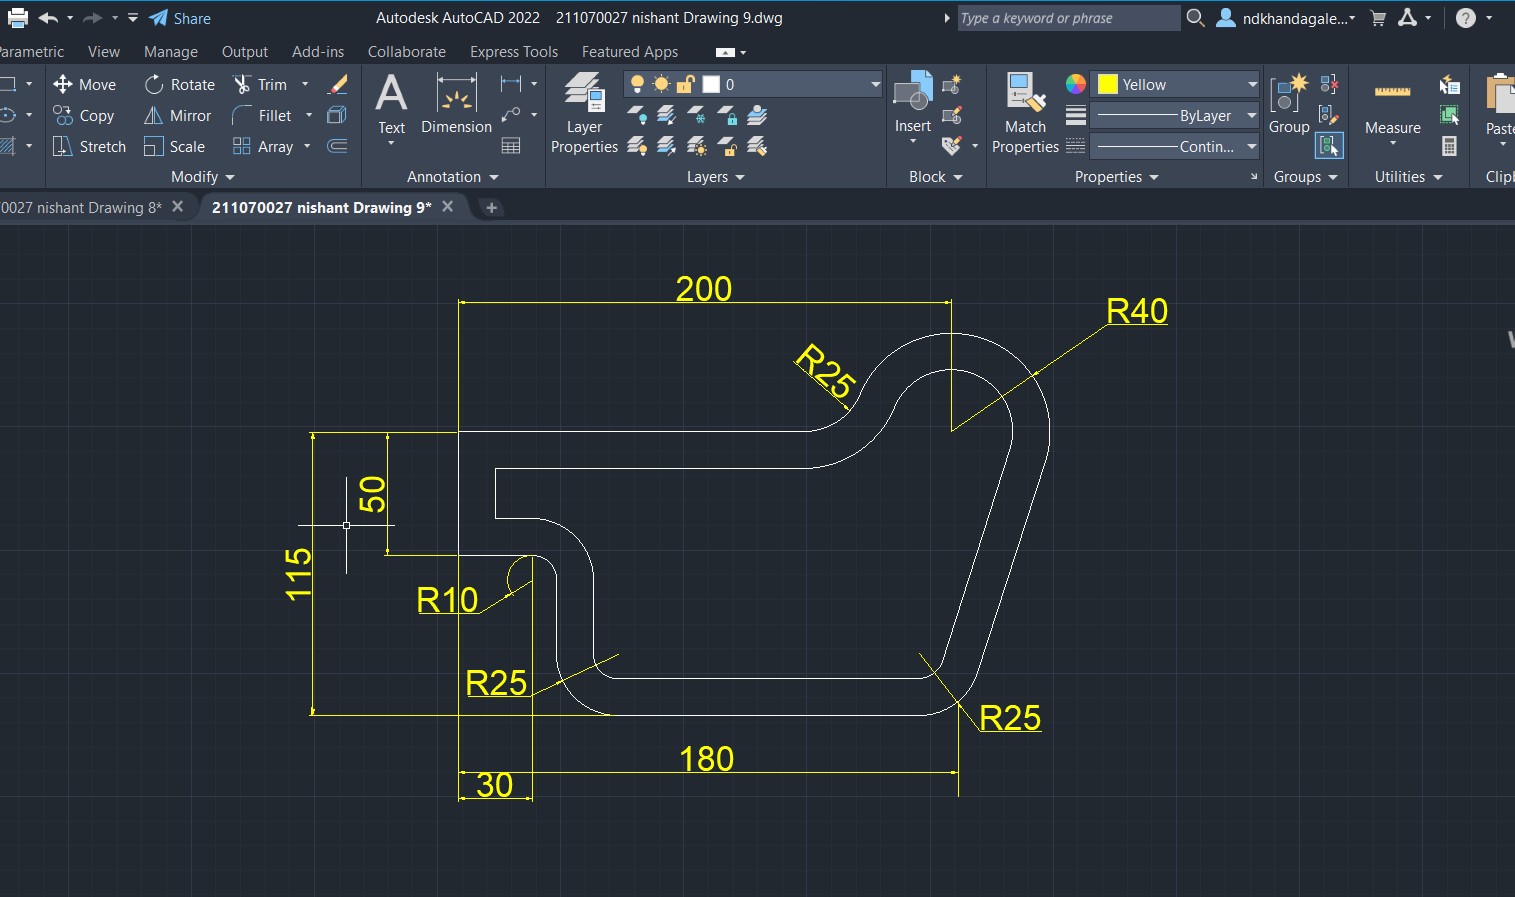 Share
Autodesk AutoCAD 2022 211070027 nishant Drawing 9.dwg
Type a keyword or phrase
ndkhandagale...
?
arametric View Manage Output Add-ins Collaborate Express Tools Featured Apps
Move Rotate Trim
Copy Mirror Fillet
Stretch Scale Array
Modify
A
Text
Dimension
Annotation
Layer
Properties
0
Layers
Insert
Block
Match
Properties
Yellow
ByLayer
Contin...
Properties
Group
Groups
Measure
Utilities
Paste
Clipb
0027 nishant Drawing 8*
211070027 nishant Drawing 9*
200
R40
R25
50
115
R10
R25
R25
180
30